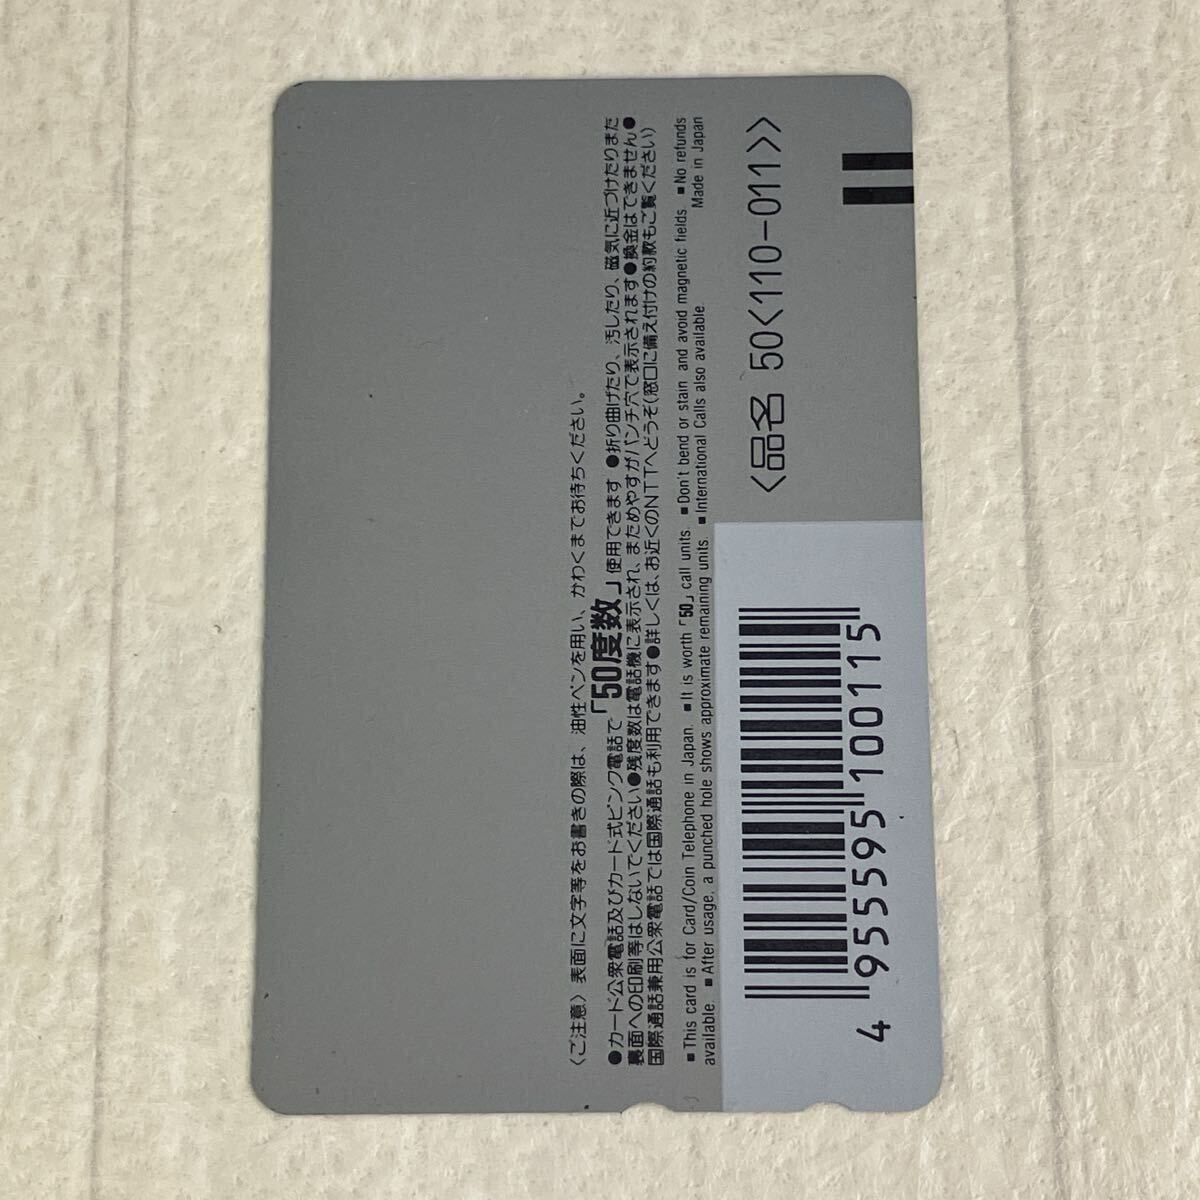 〈ご注意〉表面に文字等をお書きの際は、油性ペンを用い、かわくまでお待ちください。
●カード公衆電話及びカード式ピンク電話で「50度数」使用できます ●折り曲げたり、汚したり、磁気に近づけたりまた
裏面への印刷等はしないでください●残度数は電話機に表示され、まためやすがパンチ穴で表示されます●換金はできません●
国際通話兼用公衆電話では国際通話も利用できます●詳しくは、お近くのNTTへどうぞ(窓口に備え付けの約款もご覧ください)
■This card is for Card/Coin Telephone in Japan. ■It is worth「50」call units. ■Don't bend or stain and avoid magnetic fields. ■No refunds
available. ■After usage, a punched hole shows approximate remaining units. ■International Calls also available. Made in Japan
〈品名 50〈110-011〉〉
4 955595 100115